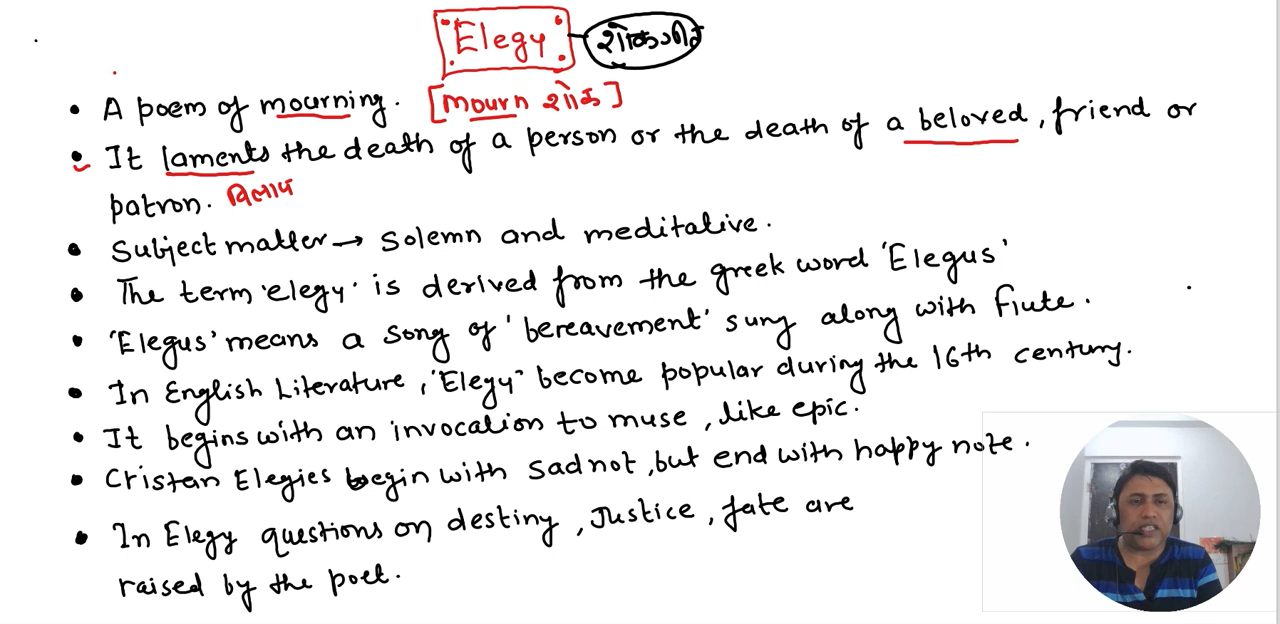 Elegy शोकगीत
• A poem of mourning. [Mourn शोक]
• It laments the death of a person or the death of a beloved, friend or
patron. विलाप
• Subject matter → Solemn and meditative.
• The term 'elegy' is derived from the greek word 'Elegus'
• 'Elegus' means a song of 'bereavement' sung along with flute.
• In English Literature, 'Elegy' become popular during the 16th century.
• It begins with an invocation to muse, like epic.
• Cristan Elegies begin with sad not, but end with happy note.
• In Elegy questions on destiny, Justice, fate are
raised by the poet.